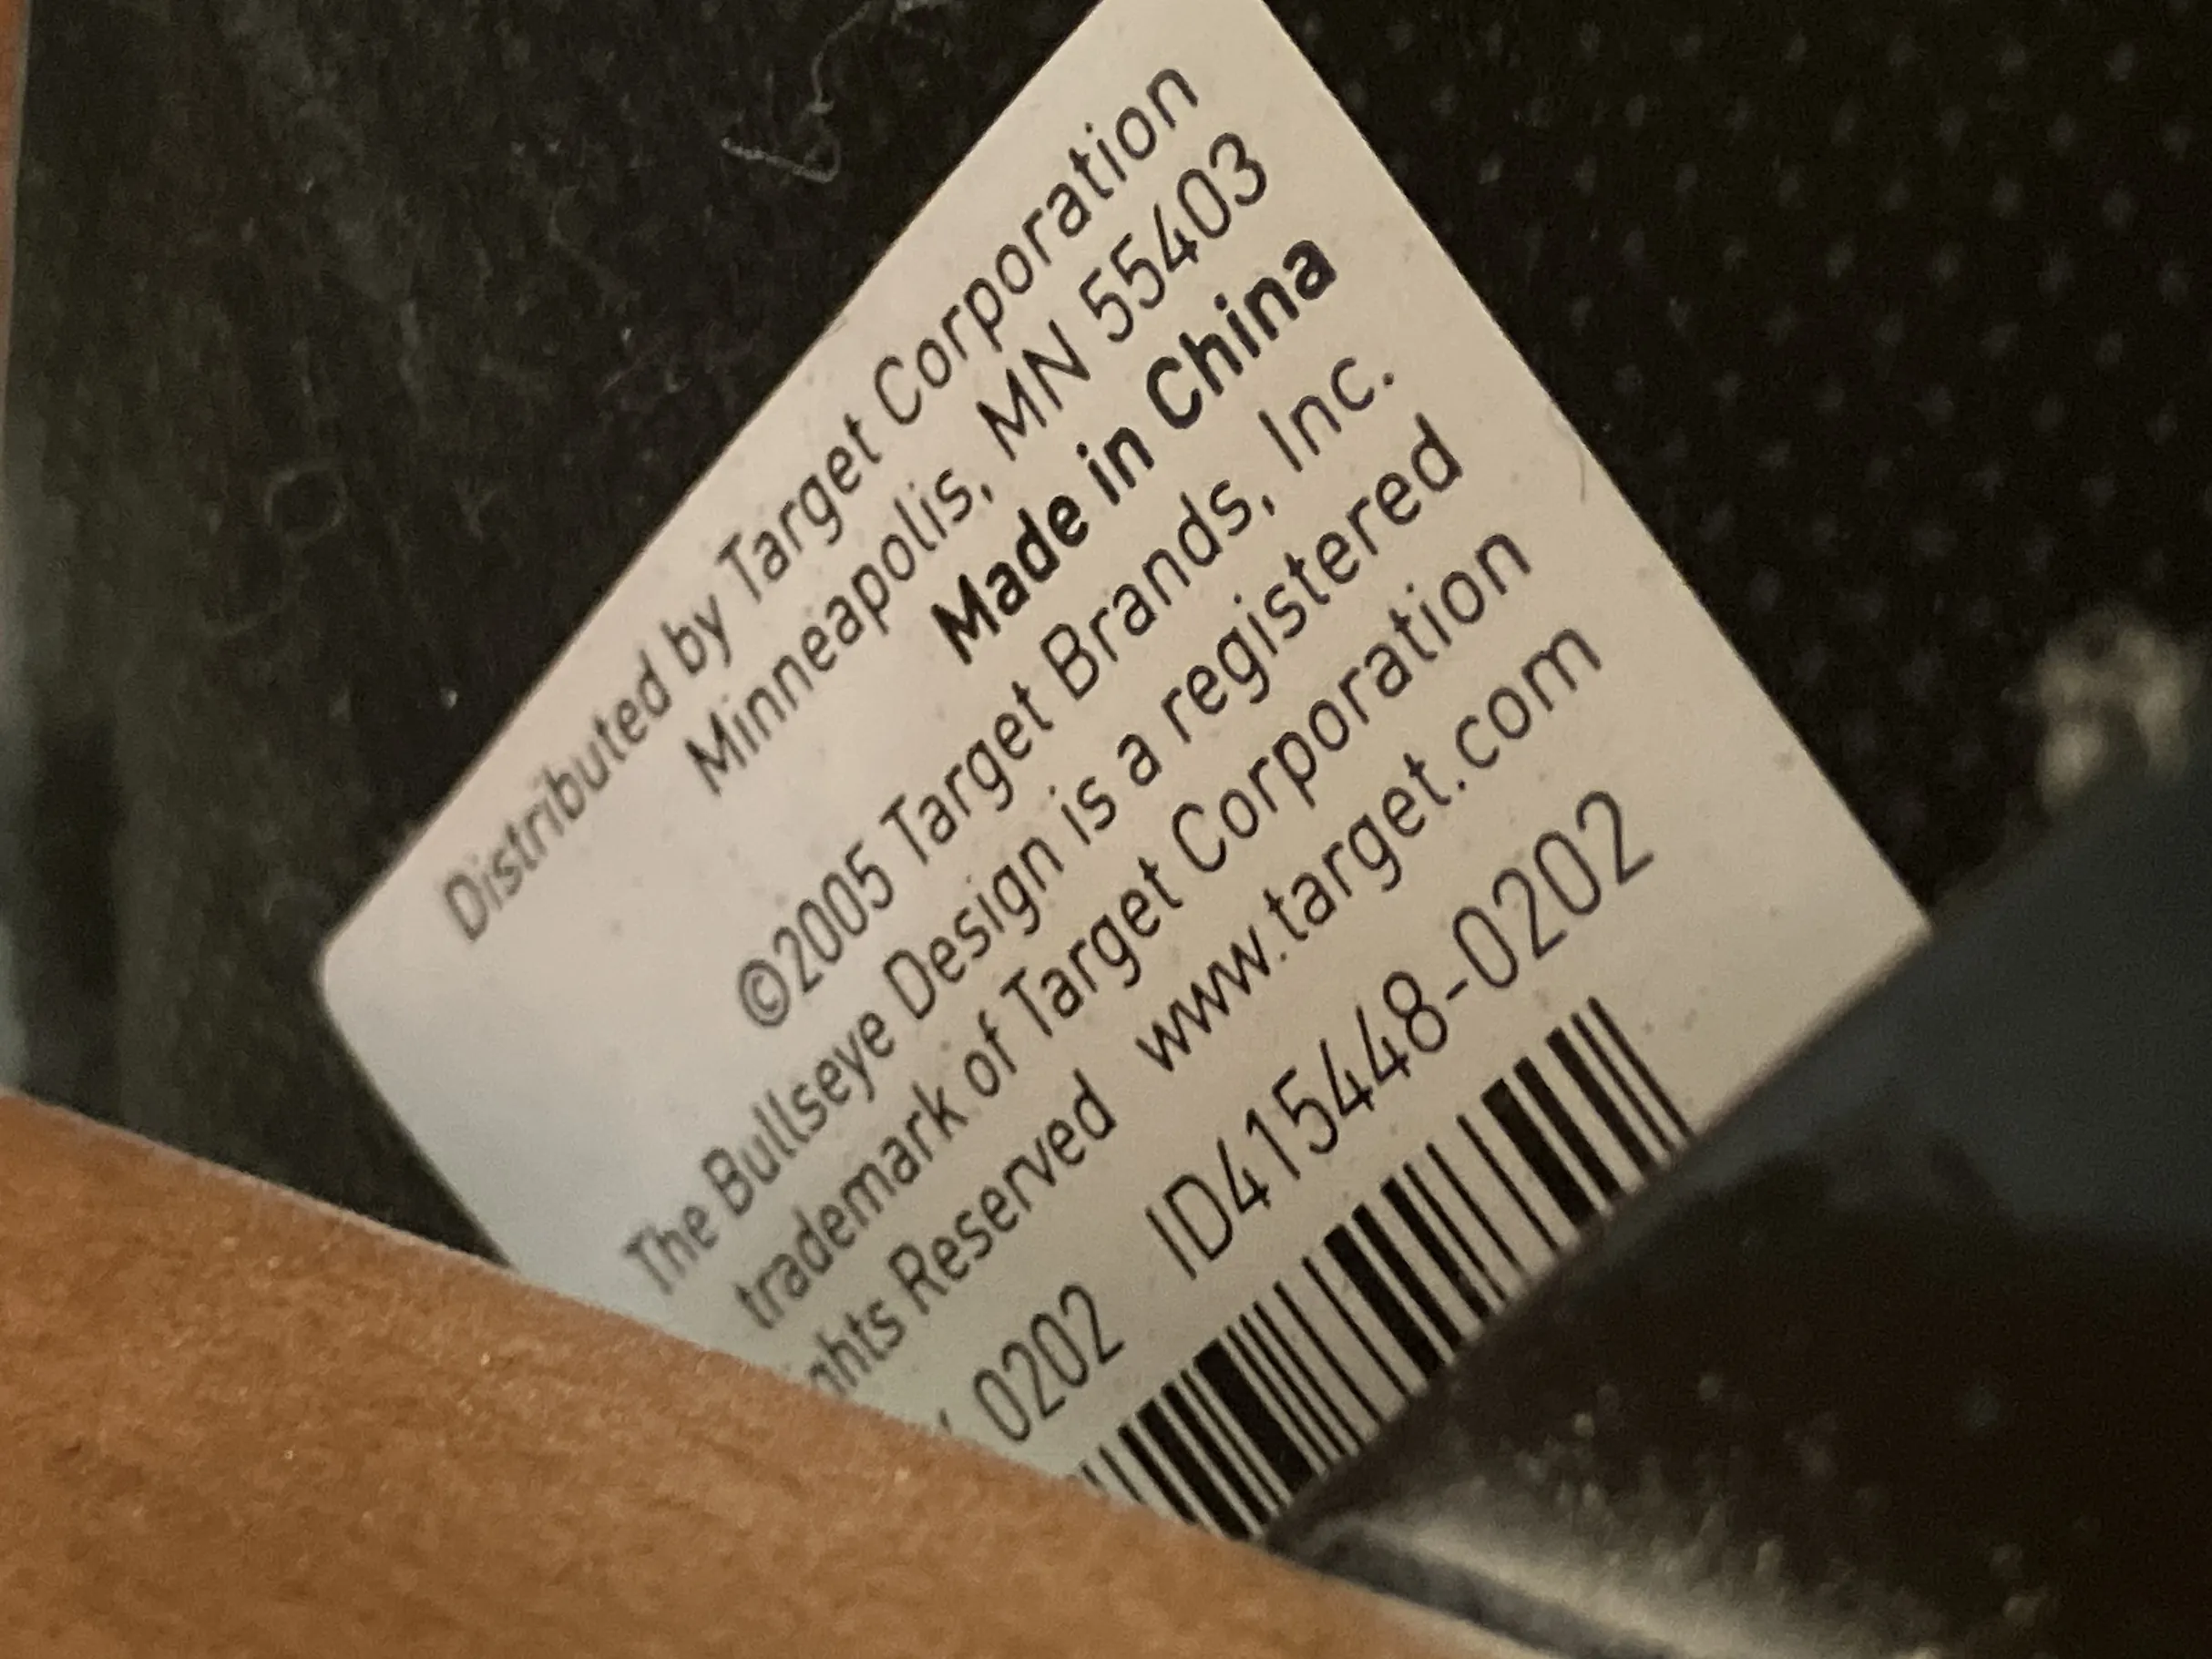 Distributed by Target Corporation
Minneapolis, MN 55403
Made in China
©2005 Target Brands, Inc.
The Bullseye Design is a registered
trademark of Target Corporation
Reserved www.target.com
0202 ID415448-0202